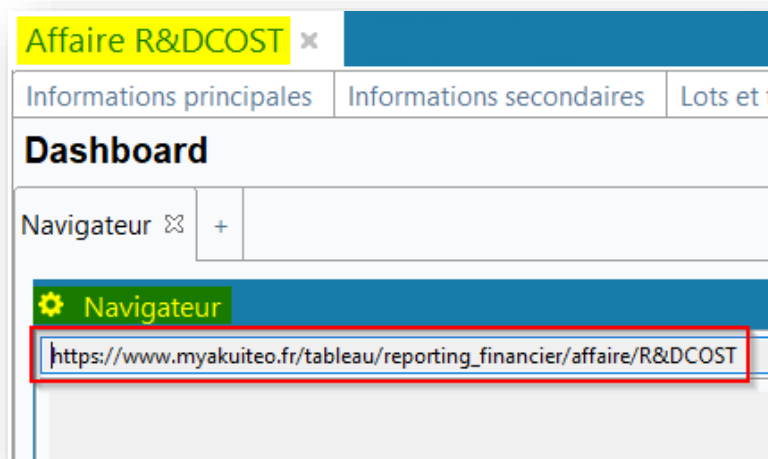 Affaire R&DCOST
Informations principales Informations secondaires Lots et
Dashboard
Navigateur +
Navigateur
https://www.myakuiteo.fr/tableau/reporting_financier/affaire/R&DCOST